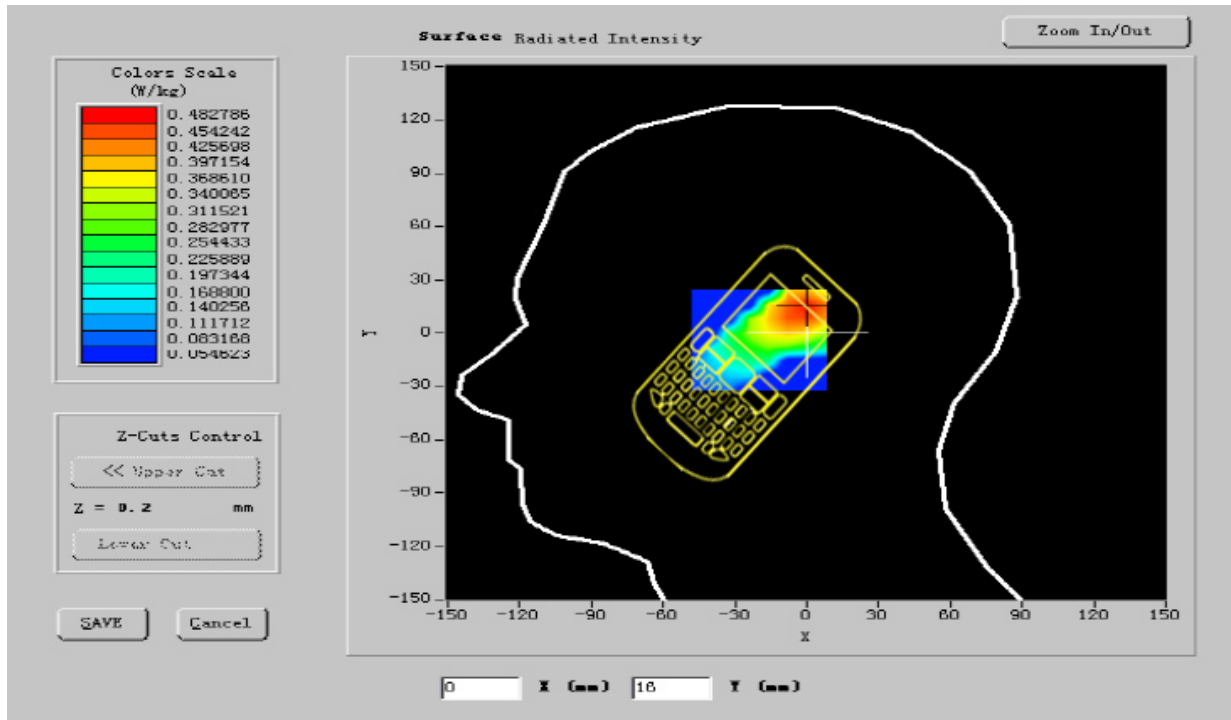 Surface Radiated Intensity
Zoom In/Out
Colors Scale
(W/kg)
0.482786
0.454242
0.425698
0.397154
0.368610
0.340065
0.311521
0.282977
0.254433
0.225889
0.197344
0.168800
0.140256
0.111712
0.083168
0.054623
150
120
90
60
30
0
-30
-60
-90
-120
-150
Y
-150 -120 -90 -60 -30 0 30 60 90 120 150
X
Z-Cuts Control
<< Upper Cut
Z = 0.2 mm
Lower Cut
SAVE Cancel
0 X (mm) 16 Y (mm)